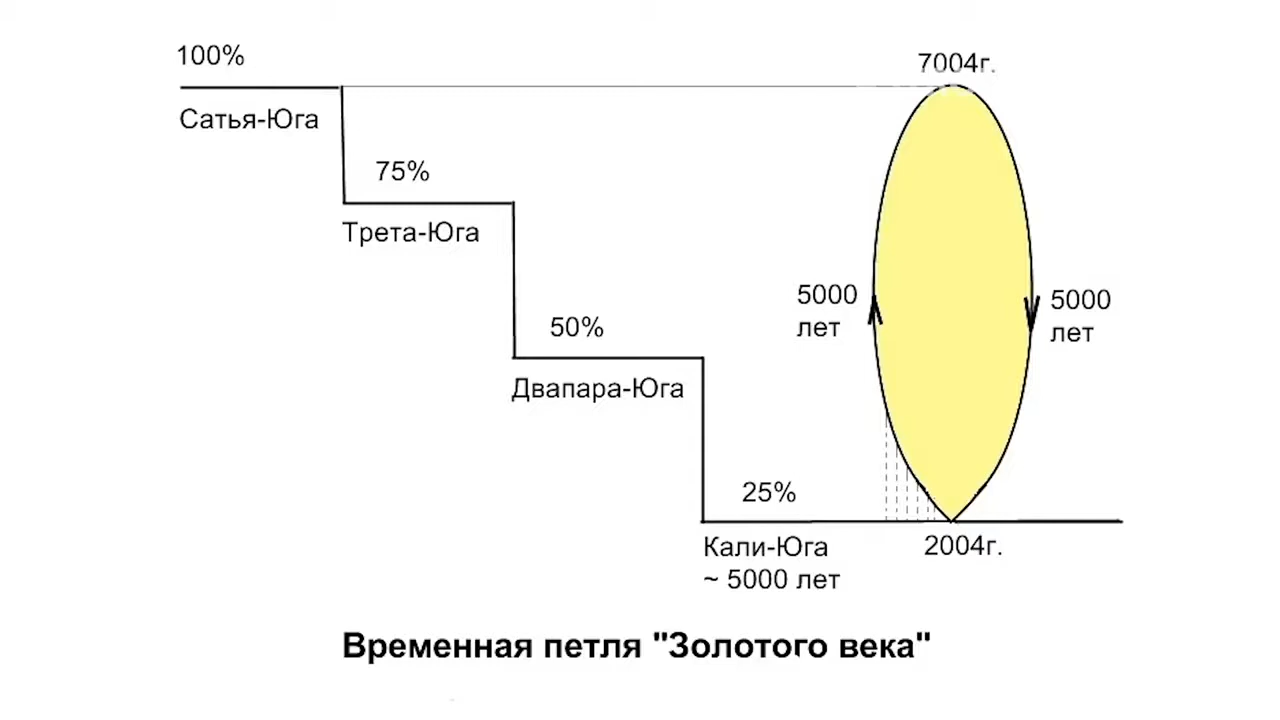 100%
7004г.
Сатья-Юга
75%
Трета-Юга
5000
лет
5000
лет
50%
Двапара-Юга
25%
Кали-Юга
~ 5000 лет
2004г.
Временная петля "Золотого века"